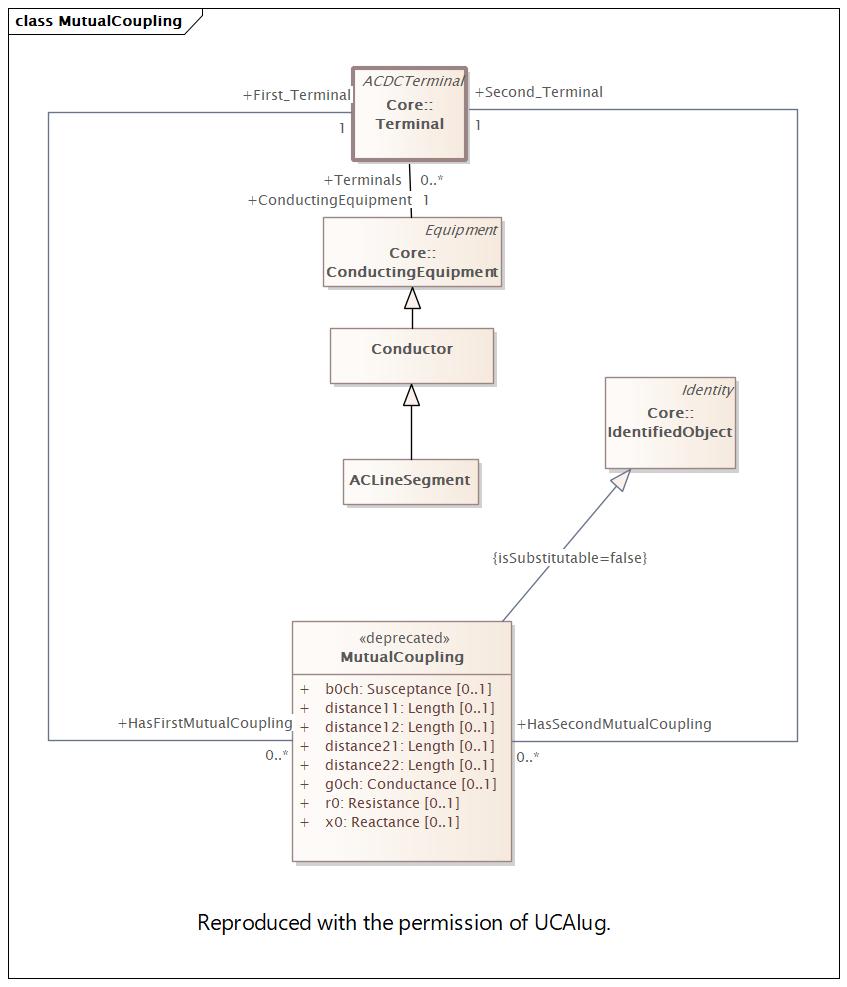 class MutualCoupling
ACDCTerminal
Core::
Terminal
+First_Terminal
1
+Second_Terminal
1
+Terminals 0..*
+ConductingEquipment 1
Equipment
Core::
ConductingEquipment
Conductor
Identity
Core::
IdentifiedObject
ACLineSegment
{isSubstitutable=false}
«deprecated»
MutualCoupling
+ b0ch: Susceptance [0..1]
+ distance11: Length [0..1]
+ distance12: Length [0..1]
+ distance21: Length [0..1]
+ distance22: Length [0..1]
+ g0ch: Conductance [0..1]
+ r0: Resistance [0..1]
+ x0: Reactance [0..1]
+HasFirstMutualCoupling
0..*
+HasSecondMutualCoupling
0..*
Reproduced with the permission of UCAIug.